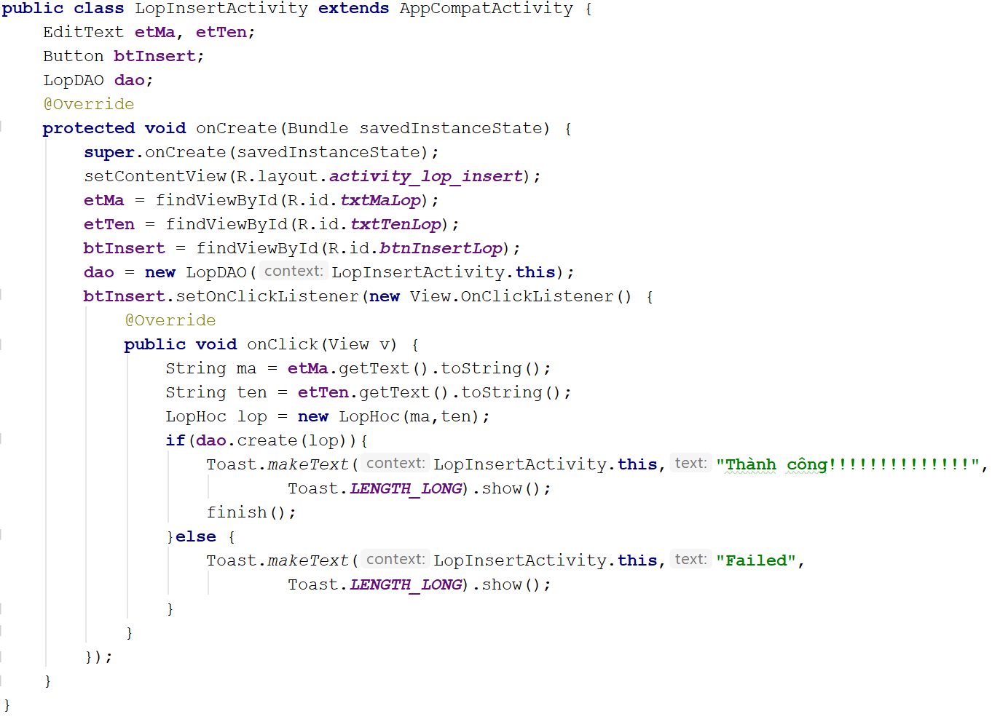 public class LopInsertActivity extends AppCompatActivity {
    EditText etMa, etTen;
    Button btInsert;
    LopDAO dao;
    @Override
    protected void onCreate(Bundle savedInstanceState) {
        super.onCreate(savedInstanceState);
        setContentView(R.layout.activity_lop_insert);
        etMa = findViewById(R.id.txtMaLop);
        etTen = findViewById(R.id.txtTenLop);
        btInsert = findViewById(R.id.btnInsertLop);
        dao = new LopDAO( context: LopInsertActivity.this);
        btInsert.setOnClickListener(new View.OnClickListener() {
            @Override
            public void onClick(View v) {
                String ma = etMa.getText().toString();
                String ten = etTen.getText().toString();
                LopHoc lop = new LopHoc(ma,ten);
                if(dao.create(lop)){
                    Toast.makeText( context: LopInsertActivity.this, text: "Thành công!!!!!!!!!!!!!!",
                            Toast.LENGTH_LONG).show();
                    finish();
                }else {
                    Toast.makeText( context: LopInsertActivity.this, text: "Failed",
                            Toast.LENGTH_LONG).show();
                }
            }
        });
    }
}